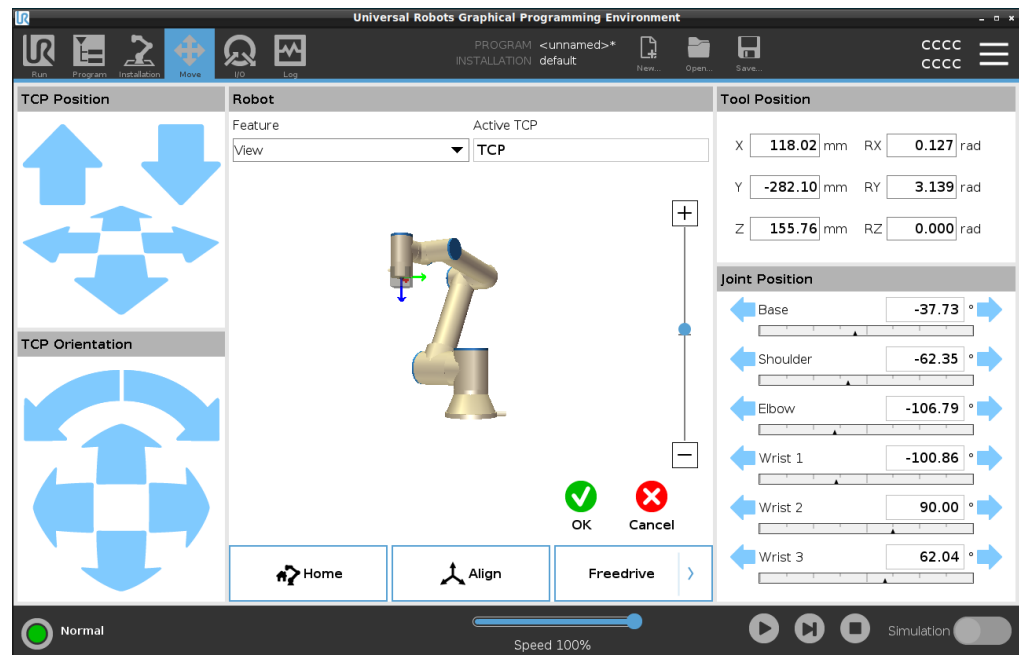 Universal Robots Graphical Programming Environment
UR
Run
Program
Installation
Move
I/O
Log
PROGRAM <unnamed>*
INSTALLATION default
New...
Open...
Save...
CCCC
CCCC
TCP Position
TCP Orientation
Robot
Feature
Active TCP
View
TCP
OK
Cancel
Home
Align
Freedrive
Tool Position
X 118.02 mm RX 0.127 rad
Y -282.10 mm RY 3.139 rad
Z 155.76 mm RZ 0.000 rad
Joint Position
Base -37.73 °
Shoulder -62.35 °
Elbow -106.79 °
Wrist 1 -100.86 °
Wrist 2 90.00 °
Wrist 3 62.04 °
Normal
Speed 100%
Simulation